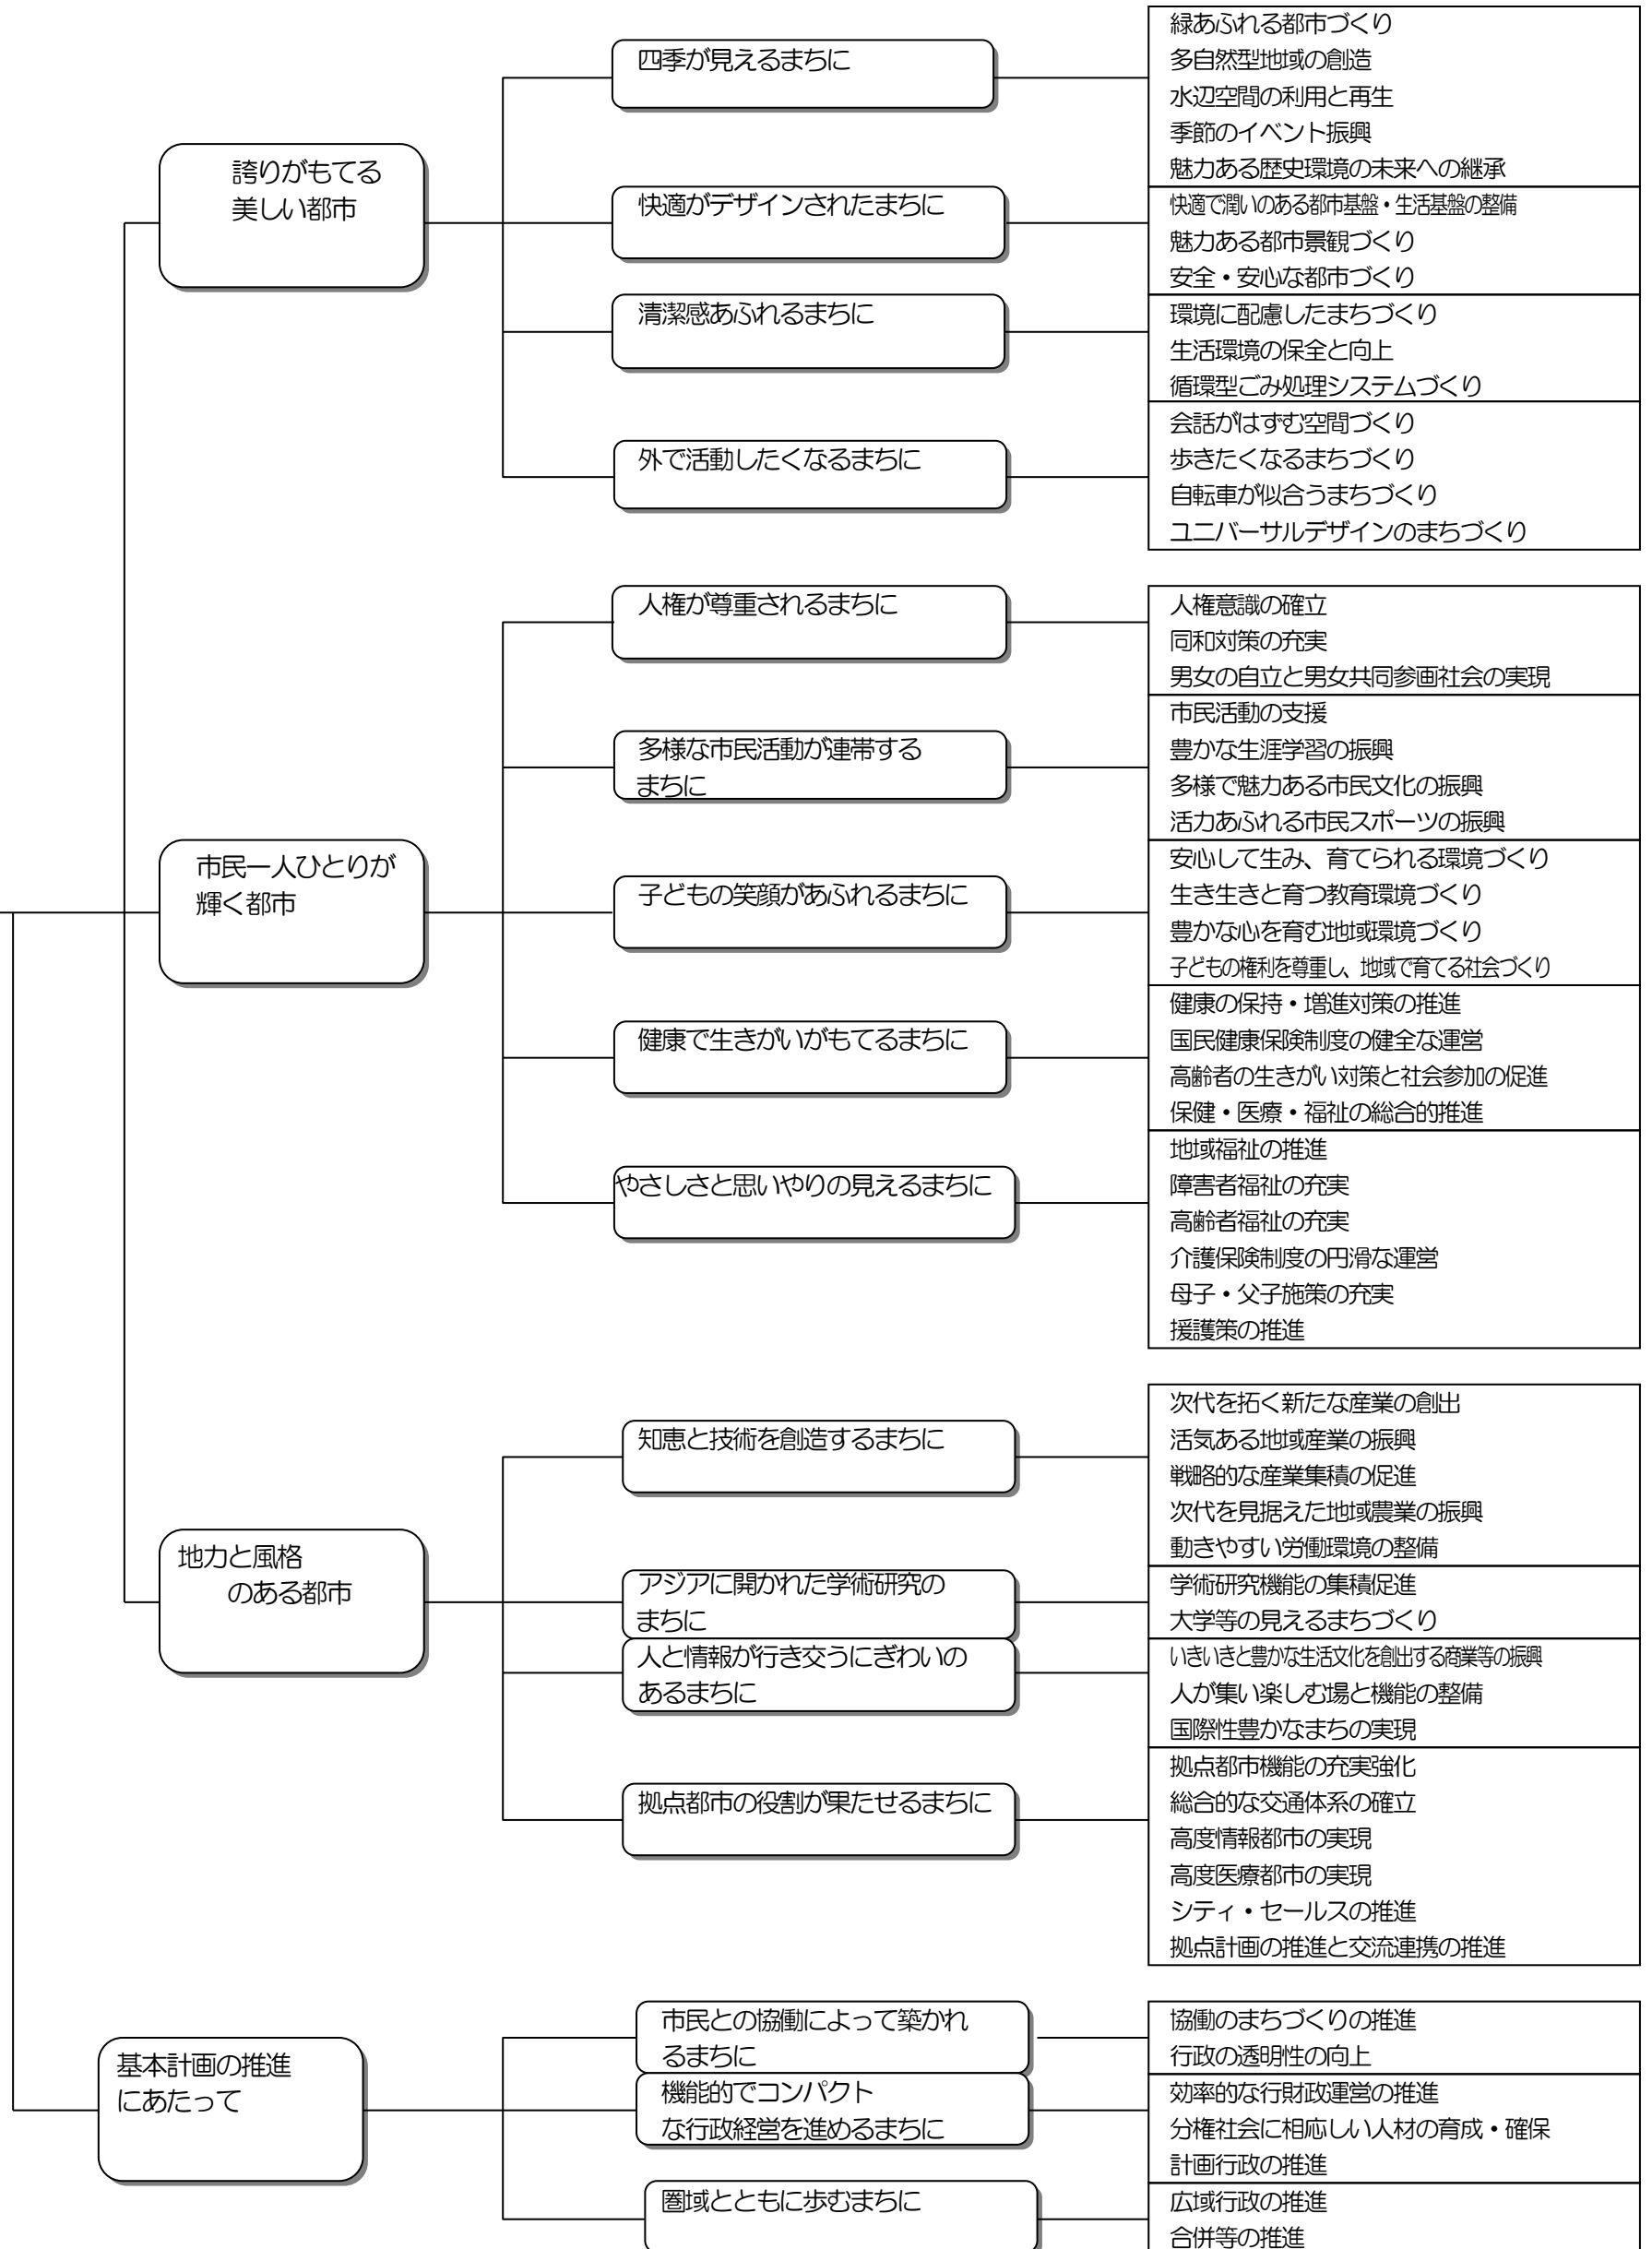 誇りがもてる
美しい都市
四季が見えるまちに
緑あふれる都市づくり
多自然型地域の創造
水辺空間の利用と再生
季節のイベント振興
魅力ある歴史環境の未来への継承
快適がデザインされたまちに
快適で潤いのある都市基盤・生活基盤の整備
魅力ある都市景観づくり
安全・安心な都市づくり
清潔感あふれるまちに
環境に配慮したまちづくり
生活環境の保全と向上
循環型ごみ処理システムづくり
外で活動したくなるまちに
会話がはずむ空間づくり
歩きたくなるまちづくり
自転車が似合うまちづくり
ユニバーサルデザインのまちづくり
市民一人ひとりが
輝く都市
人権が尊重されるまちに
人権意識の確立
同和対策の充実
男女の自立と男女共同参画社会の実現
多様な市民活動が連帯する
まちに
市民活動の支援
豊かな生涯学習の振興
多様で魅力ある市民文化の振興
活力あふれる市民スポーツの振興
子どもの笑顔があふれるまちに
安心して生み、育てられる環境づくり
生き生きと育つ教育環境づくり
豊かな心を育む地域環境づくり
子どもの権利を尊重し、地域で育てる社会づくり
健康で生きがいがもてるまちに
健康の保持・増進対策の推進
国民健康保険制度の健全な運営
高齢者の生きがい対策と社会参加の促進
保健・医療・福祉の総合的推進
やさしさと思いやりの見えるまちに
地域福祉の推進
障害者福祉の充実
高齢者福祉の充実
介護保険制度の円滑な運営
母子・父子施策の充実
援護策の推進
地力と風格
のある都市
知恵と技術を創造するまちに
次代を拓く新たな産業の創出
活気ある地域産業の振興
戦略的な産業集積の促進
次代を見据えた地域農業の振興
動きやすい労働環境の整備
アジアに開かれた学術研究の
まちに
学術研究機能の集積促進
大学等の見えるまちづくり
人と情報が行き交うにぎわいの
あるまちに
いきいきと豊かな生活文化を創出する商業等の振興
人が集い楽しむ場と機能の整備
国際性豊かなまちの実現
拠点都市の役割が果たせるまちに
拠点都市機能の充実強化
総合的な交通体系の確立
高度情報都市の実現
高度医療都市の実現
シティ・セールスの推進
拠点計画の推進と交流連携の推進
基本計画の推進
にあたって
市民との協働によって築かれ
るまちに
協働のまちづくりの推進
行政の透明性の向上
機能的でコンパクト
な行政経営を進めるまちに
効率的な行財政運営の推進
分権社会に相応しい人材の育成・確保
計画行政の推進
圏域とともに歩むまちに
広域行政の推進
合併等の推進